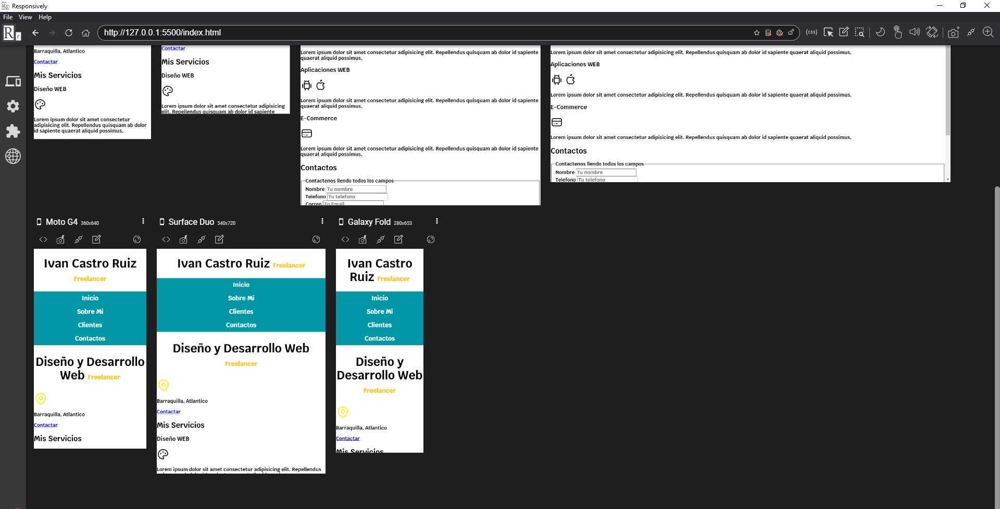 Responsively
File View Help
http://127.0.0.1:5500/index.html
{css}
Barraquilla, Atlantico
Contactar
Mis Servicios
Diseño WEB
Lorem ipsum dolor sit amet consectetur
adipisicing elit. Repellendus quisquam ab dolor
id sapiente quaerat aliquid possimus,
Contactar
Mis Servicios
Diseño WEB
Lorem ipsum dolor sit amet consectetur adipisicing
elit. Repellendus quisquam ab dolor id sapiente
Lorem ipsum dolor sit amet consectetur adipisicing elit. Repellendus quisquam ab dolor id sapiente
quaerat aliquid possimus,
Aplicaciones WEB
Lorem ipsum dolor sit amet consectetur adipisicing elit. Repellendus quisquam ab dolor id sapiente
quaerat aliquid possimus,
E-Commerce
Lorem ipsum dolor sit amet consectetur adipisicing elit. Repellendus quisquam ab dolor id sapiente
quaerat aliquid possimus,
Contactos
Contactenos llendo todos los campos
Nombre Tu nombre
Telefono Tu telefono
Correo Tu Email
Lorem ipsum dolor sit amet consectetur adipisicing elit. Repellendus quisquam ab dolor id sapiente quaerat aliquid possimus,
Aplicaciones WEB
Lorem ipsum dolor sit amet consectetur adipisicing elit. Repellendus quisquam ab dolor id sapiente quaerat aliquid possimus,
E-Commerce
Lorem ipsum dolor sit amet consectetur adipisicing elit. Repellendus quisquam ab dolor id sapiente quaerat aliquid possimus,
Contactos
Contactenos llendo todos los campos
Nombre Tu nombre
Telefono Tu telefono
Moto G4 360x640
Ivan Castro Ruiz
Freelancer
Inicio
Sobre Mi
Clientes
Contactos
Diseño y Desarrollo
Web Freelancer
Barraquilla, Atlantico
Contactar
Mis Servicios
Surface Duo 540x720
Ivan Castro Ruiz Freelancer
Inicio
Sobre Mi
Clientes
Contactos
Diseño y Desarrollo Web
Freelancer
Barraquilla, Atlantico
Contactar
Mis Servicios
Diseño WEB
Lorem ipsum dolor sit amet consectetur adipisicing elit. Repellendus
Galaxy Fold 280x653
Ivan Castro
Ruiz Freelancer
Inicio
Sobre Mi
Clientes
Contactos
Diseño y
Desarrollo Web
Freelancer
Barraquilla, Atlantico
Contactar
Mis Servicios